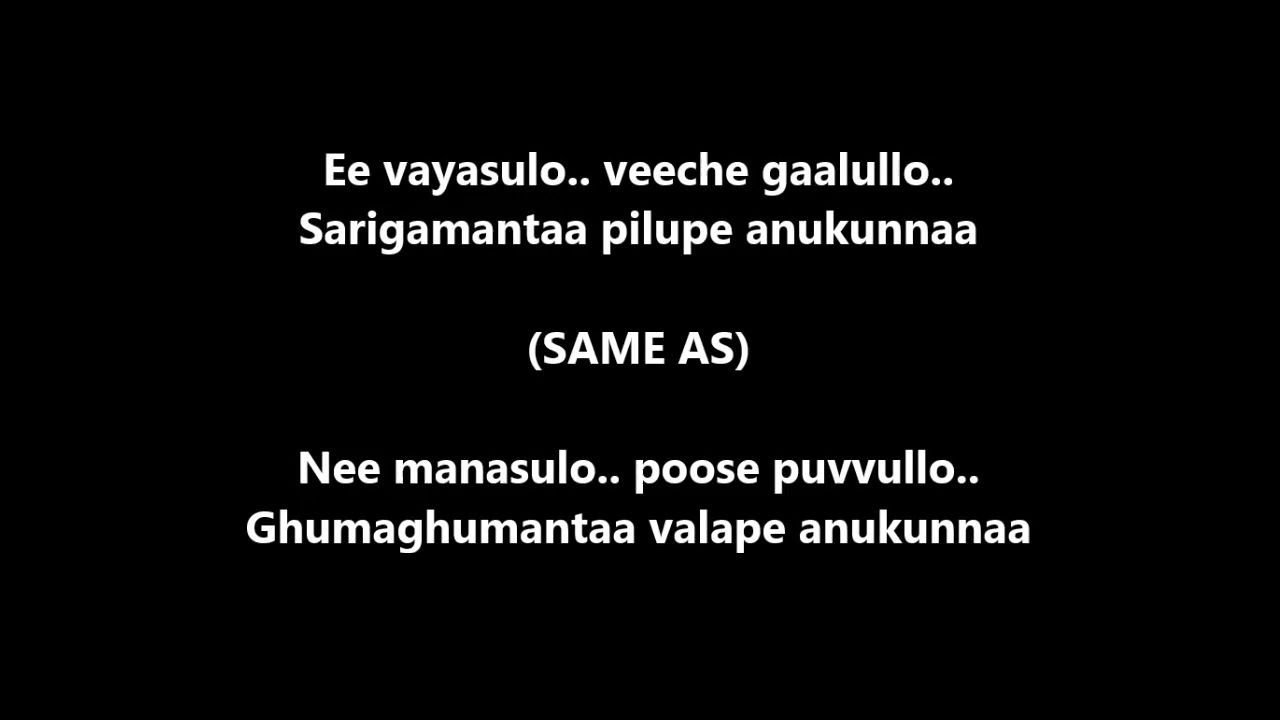 Ee vayasulo.. veeche gaalullo..
Sarigamantaa pilupe anukunnaa
(SAME AS)
Nee manasulo.. poose puvvullo..
Ghumaghumantaa valape anukunnaa